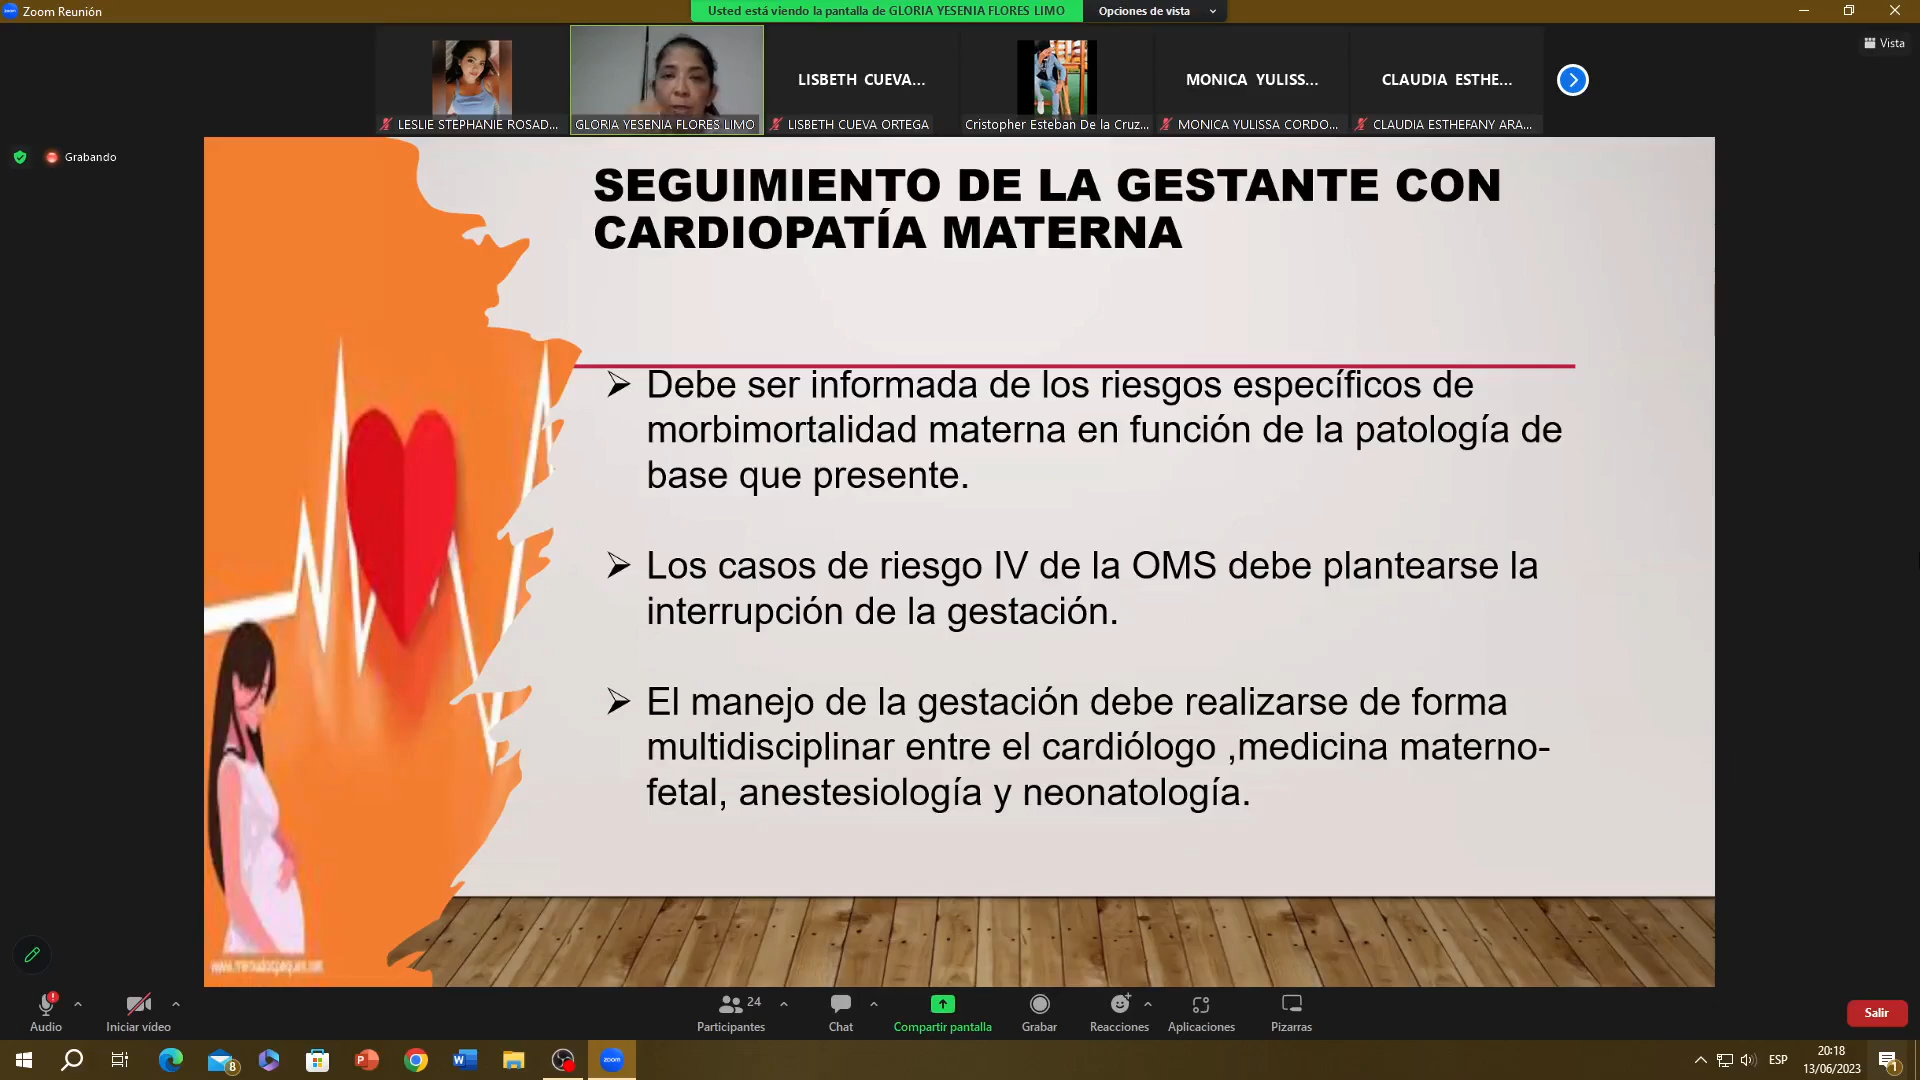 Zoom Reunión
Usted está viendo la pantalla de GLORIA YESENIA FLORES LIMO
Opciones de vista
Vista
LISBETH CUEVA...
MONICA YULISS...
CLAUDIA ESTHE...
LESLIE STEPHANIE ROSAD...
GLORIA YESENIA FLORES LIMO
LISBETH CUEVA ORTEGA
Cristopher Esteban De la Cruz...
MONICA YULISSA CORDO...
CLAUDIA ESTHEFANY ARA...
Grabando
SEGUIMIENTO DE LA GESTANTE CON
CARDIOPATÍA MATERNA
➢ Debe ser informada de los riesgos específicos de
morbimortalidad materna en función de la patología de
base que presente.
➢ Los casos de riesgo IV de la OMS debe plantearse la
interrupción de la gestación.
➢ El manejo de la gestación debe realizarse de forma
multidisciplinar entre el cardiólogo ,medicina materno-
fetal, anestesiología y neonatología.
Audio
Iniciar vídeo
24
Participantes
Chat
Compartir pantalla
Grabar
Reacciones
Aplicaciones
Pizarras
Salir
8
zoom
ESP
20:18
13/06/2023
1